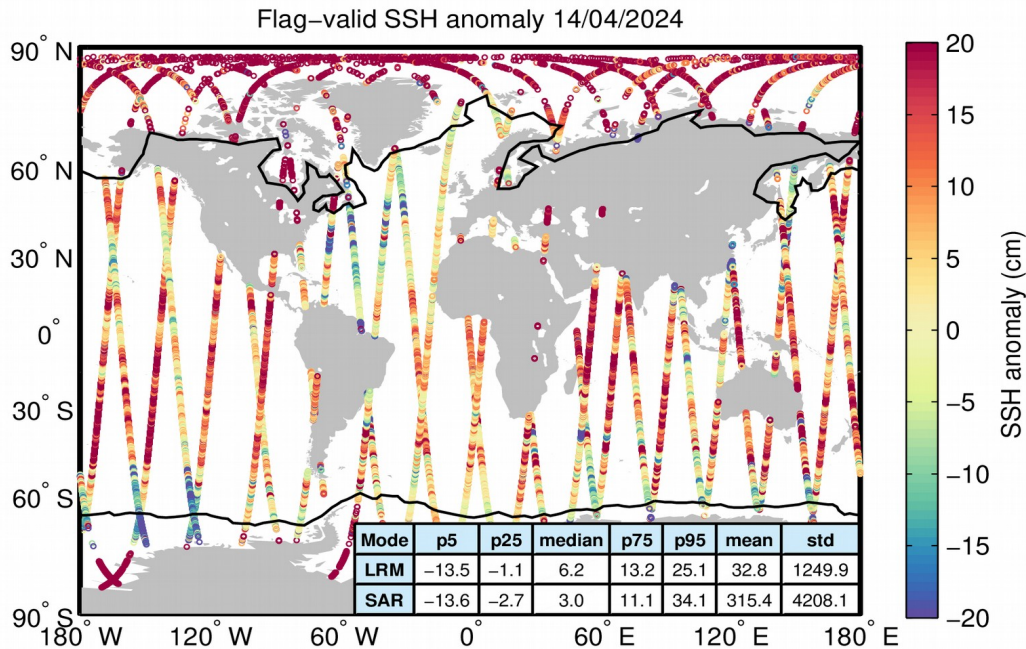 Flag−valid SSH anomaly 14/04/2024
90° N
60° N
30° N
0°
30° S
60° S
90° S
180° W 120° W 60° W 0° 60° E 120° E 180° E
Mode p5 p25 median p75 p95 mean std
LRM −13.5 −1.1 6.2 13.2 25.1 32.8 1249.9
SAR −13.6 −2.7 3.0 11.1 34.1 315.4 4208.1
20
15
10
5
0
−5
−10
−15
−20
SSH anomaly (cm)